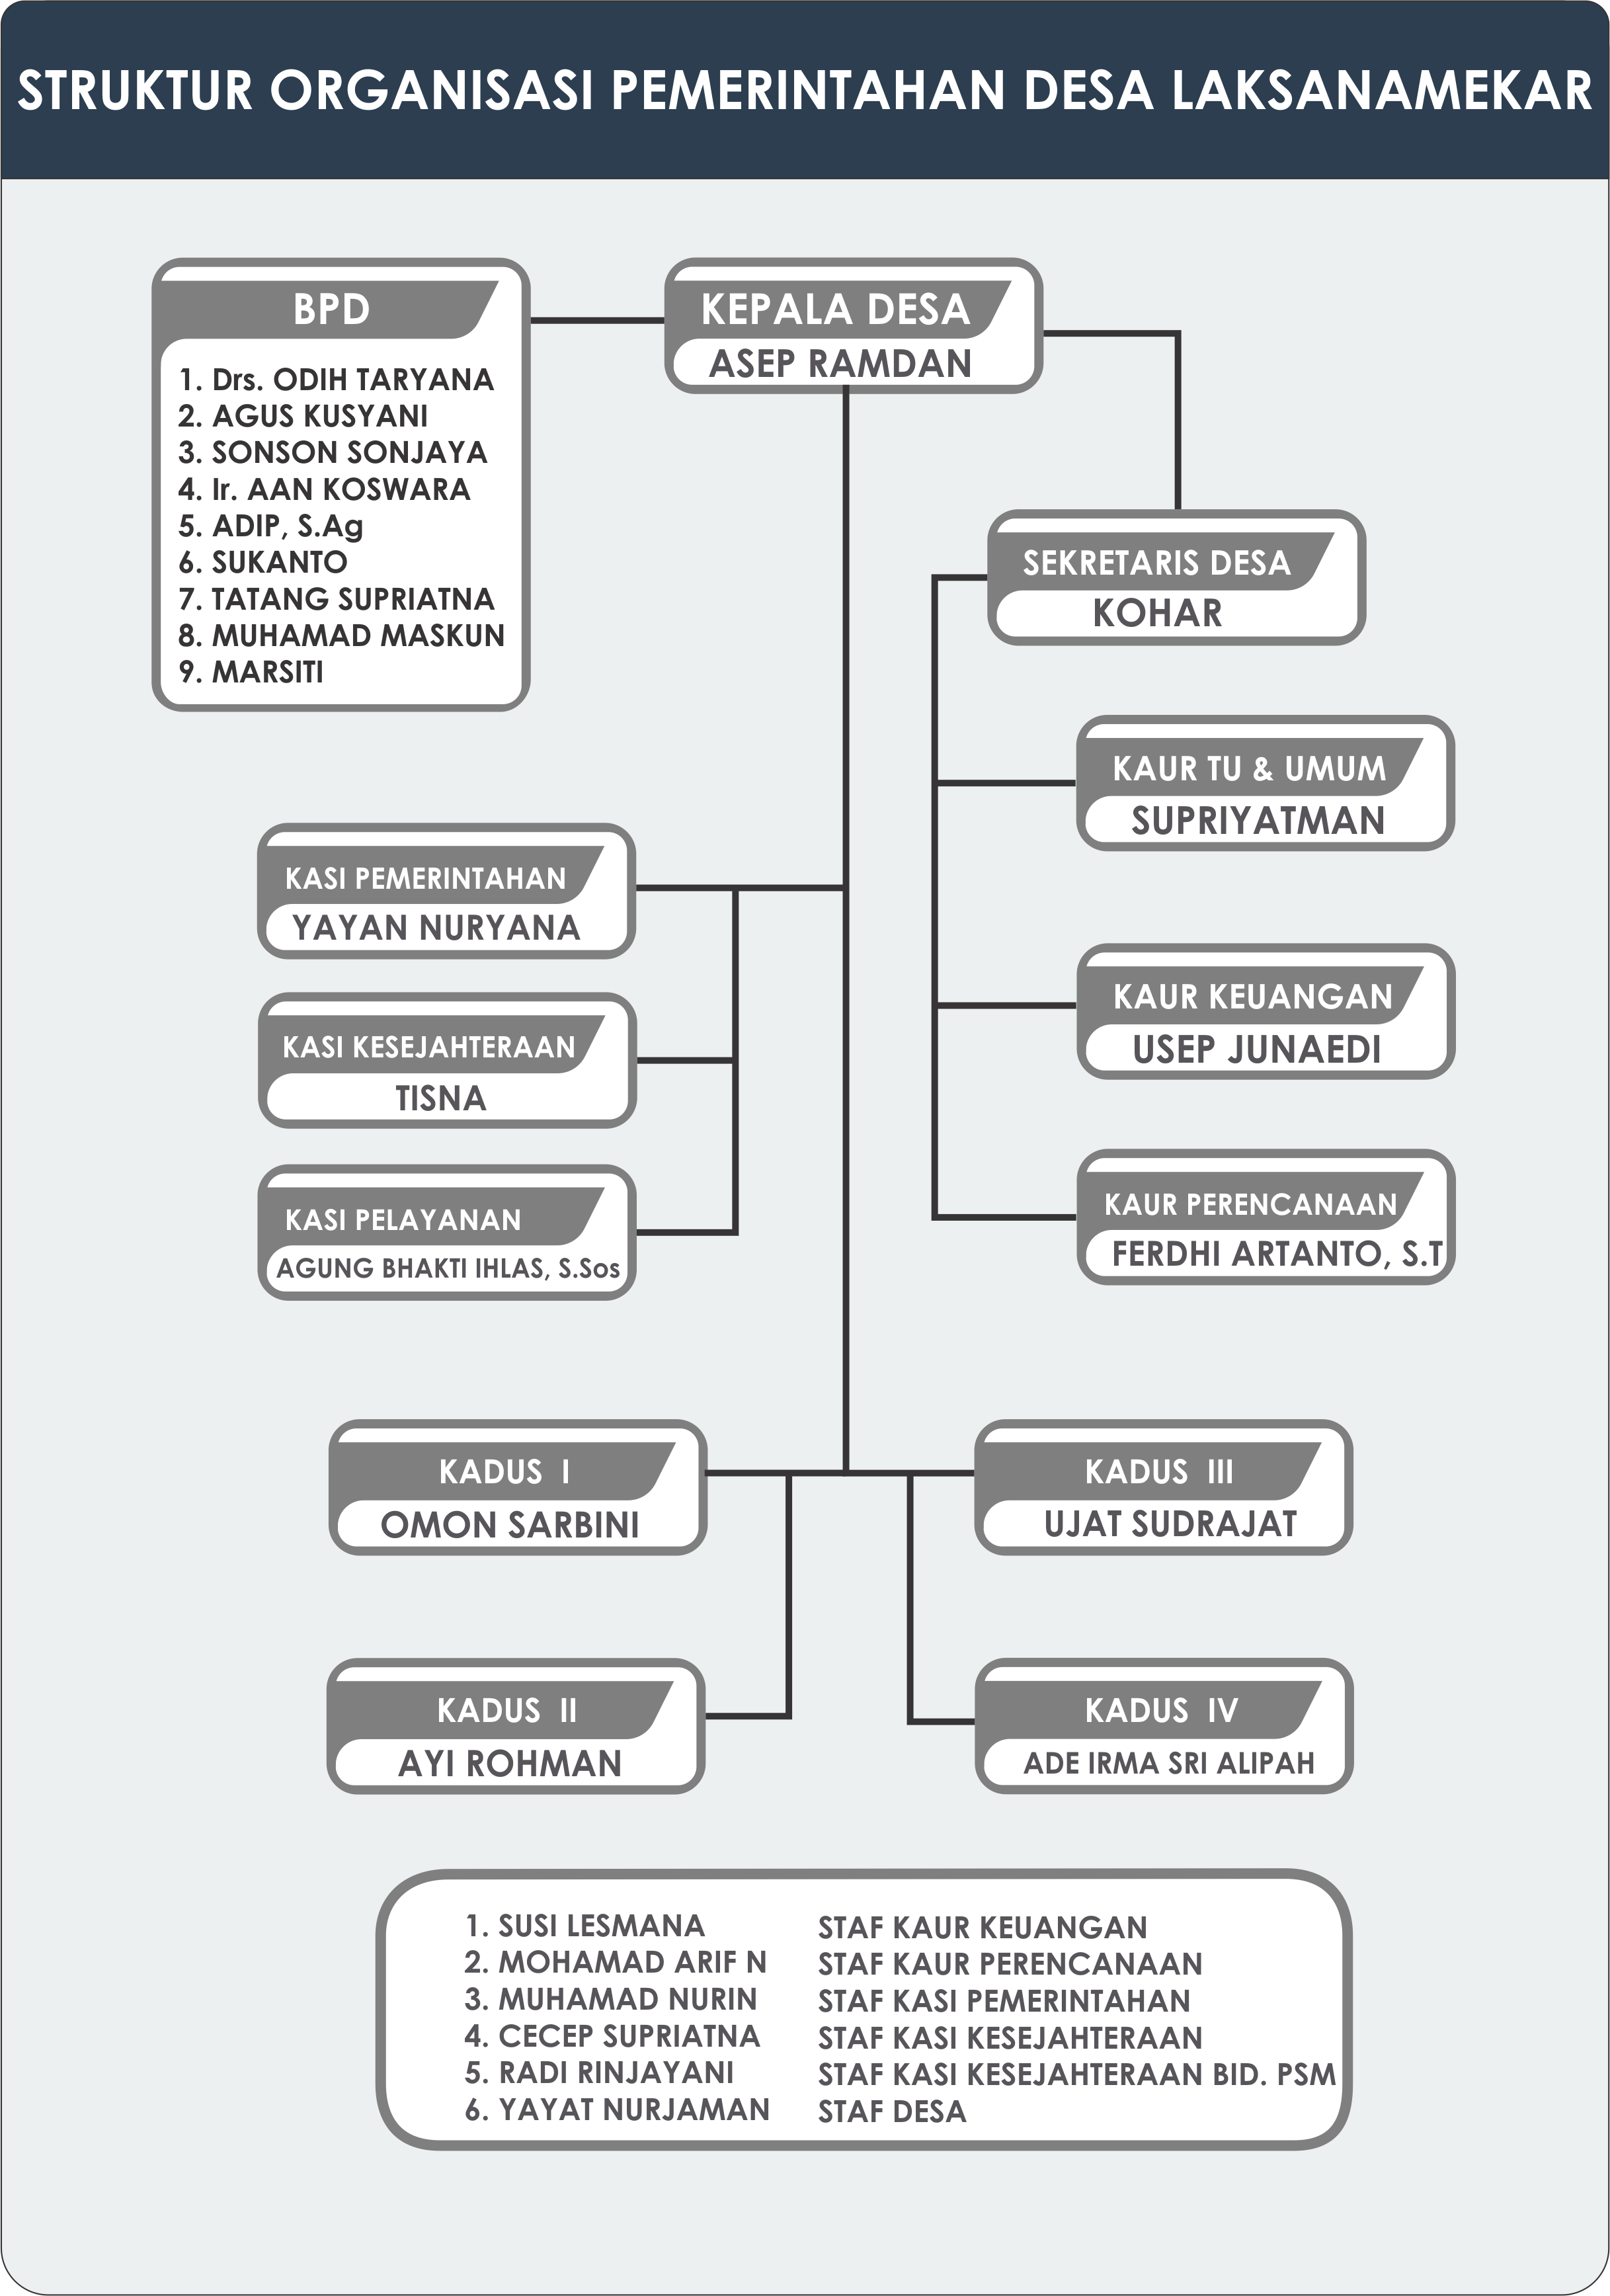 STRUKTUR ORGANISASI PEMERINTAHAN DESA LAKSANAMEKAR
BPD
1. Drs. ODIH TARYANA
2. AGUS KUSYANI
3. SONSON SONJAYA
4. Ir. AAN KOSWARA
5. ADIP, S.Ag
6. SUKANTO
7. TATANG SUPRIATNA
8. MUHAMAD MASKUN
9. MARSITI
KEPALA DESA
ASEP RAMDAN
SEKRETARIS DESA
KOHAR
KAUR TU & UMUM
SUPRIYATMAN
KAUR KEUANGAN
USEP JUNAEDI
KAUR PERENCANAAN
FERDHI ARTANTO, S.T
KASI PEMERINTAHAN
YAYAN NURYANA
KASI KESEJAHTERAAN
TISNA
KASI PELAYANAN
AGUNG BHAKTI IHLAS, S.Sos
KADUS I
OMON SARBINI
KADUS III
UJAT SUDRAJAT
KADUS II
AYI ROHMAN
KADUS IV
ADE IRMA SRI ALIPAH
1. SUSI LESMANA STAF KAUR KEUANGAN
2. MOHAMAD ARIF N STAF KAUR PERENCANAAN
3. MUHAMAD NURIN STAF KASI PEMERINTAHAN
4. CECEP SUPRIATNA STAF KASI KESEJAHTERAAN
5. RADI RINJAYANI STAF KASI KESEJAHTERAAN BID. PSM
6. YAYAT NURJAMAN STAF DESA